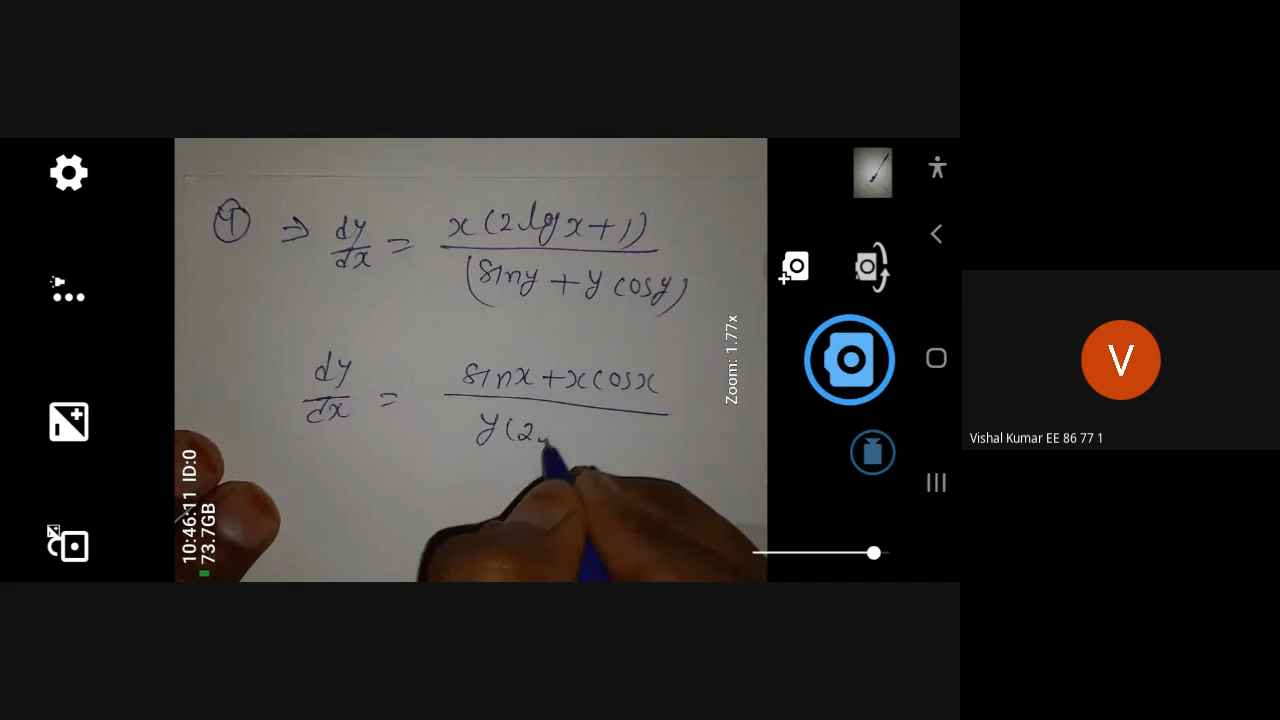 ④ ⇒ dy/dx = x(2logx+1)/(siny + y cosy)
dy/dx = sinx + x cosx / y(2
Zoom: 1.77x
10:46:11 ID:0
73.7GB
V
Vishal Kumar EE 86 77 1